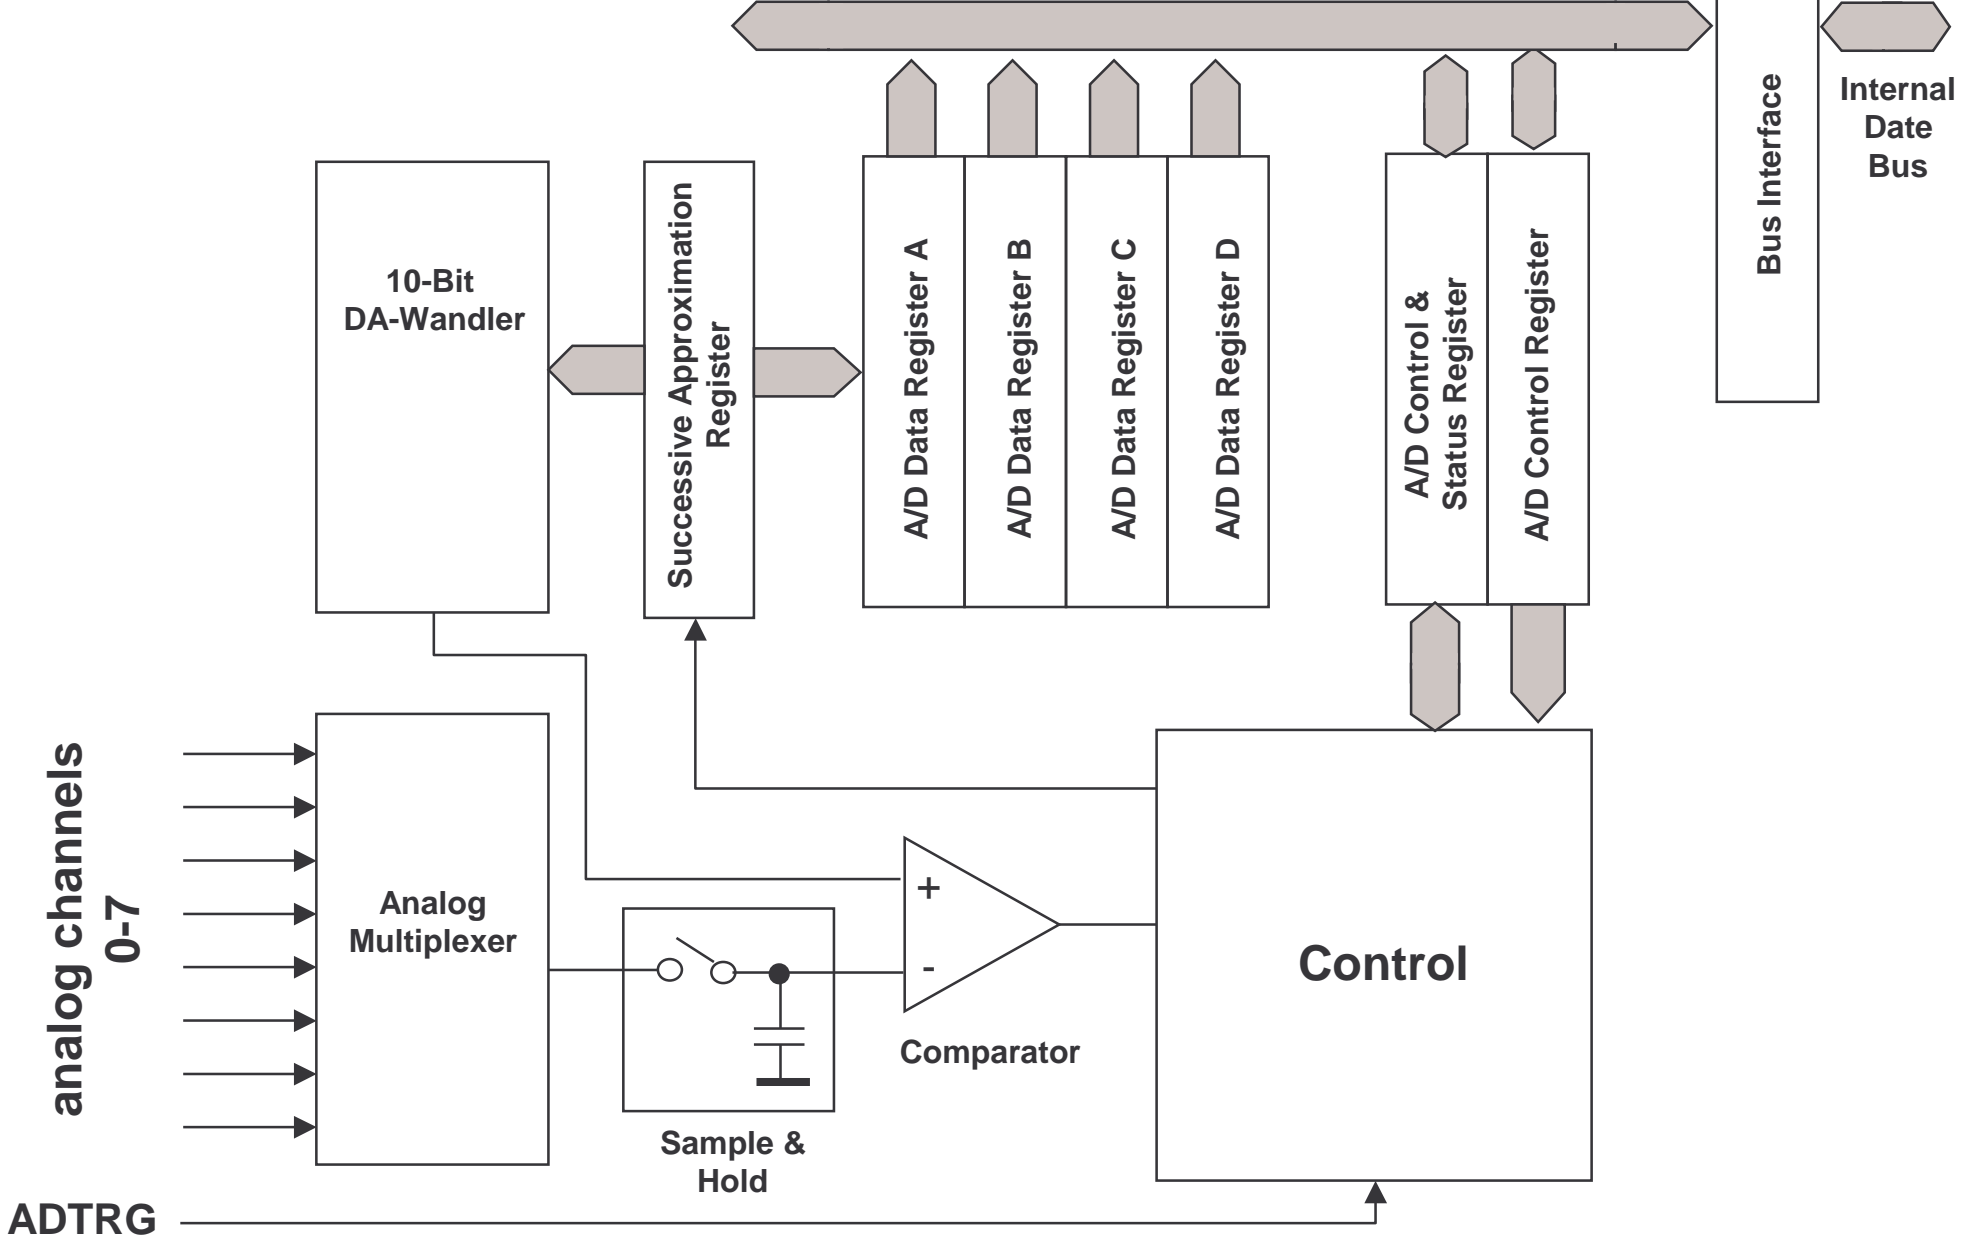 Internal
Date
Bus
Bus Interface
10-Bit
DA-Wandler
Successive Approximation
Register
A/D Data Register A
A/D Data Register B
A/D Data Register C
A/D Data Register D
A/D Control &
Status Register
A/D Control Register
analog channels
0-7
Analog
Multiplexer
+
-
Comparator
Control
Sample &
Hold
ADTRG